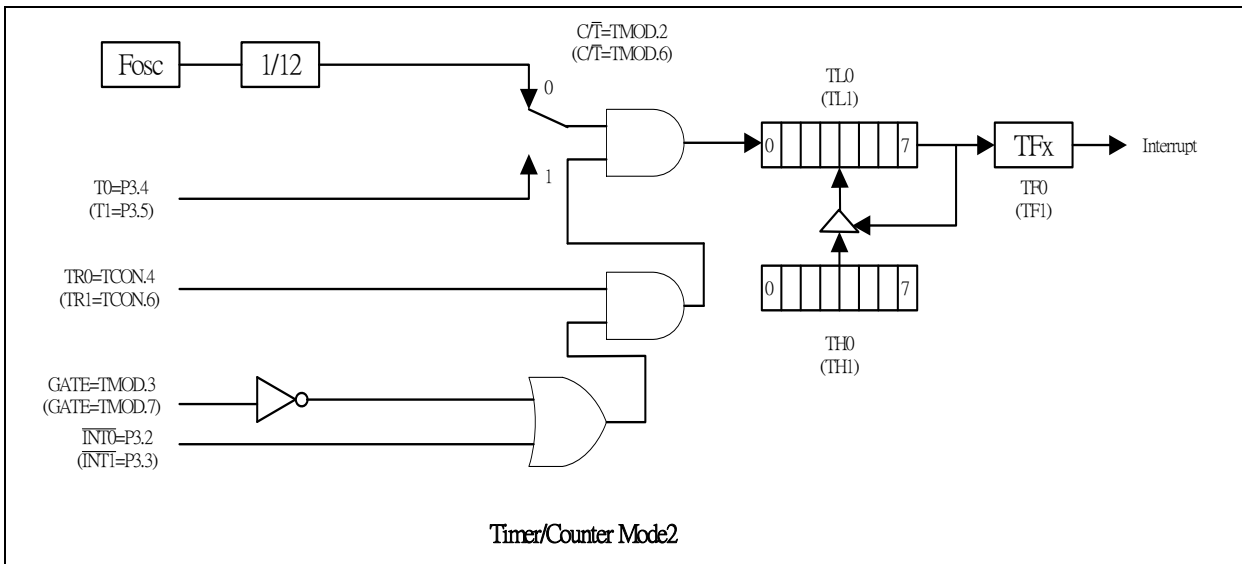 C/T̅=TMOD.2
(C/T̅=TMOD.6)
Fosc
1/12
0
1
T0=P3.4
(T1=P3.5)
TL0
(TL1)
0 7
TFx
Interrupt
TF0
(TF1)
TR0=TCON.4
(TR1=TCON.6)
0 7
TH0
(TH1)
GATE=TMOD.3
(GATE=TMOD.7)
I̅N̅T̅0̅=P3.2
(I̅N̅T̅1̅=P3.3)
Timer/Counter Mode2